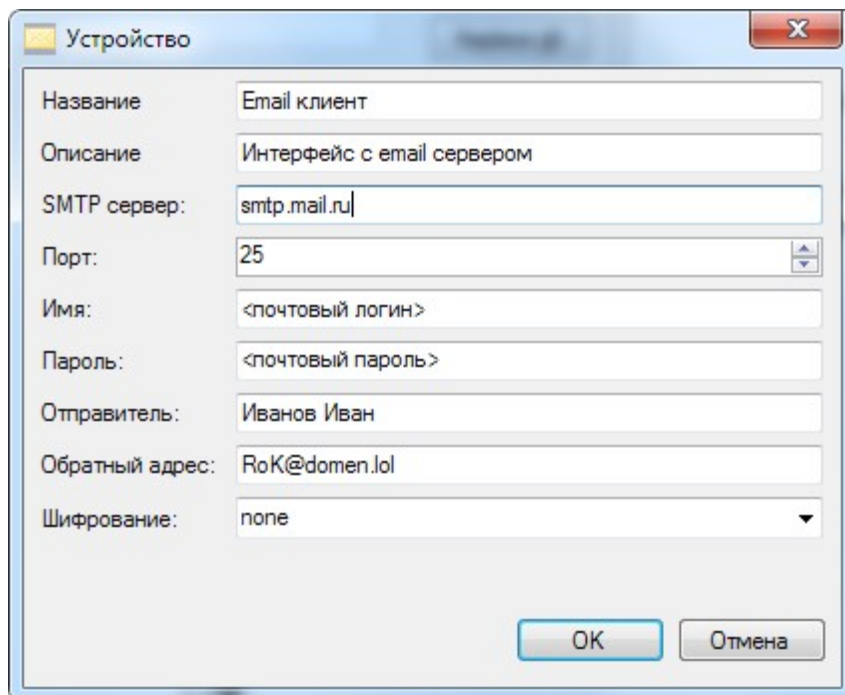 Устройство
Название Email клиент
Описание Интерфейс с email сервером
SMTP сервер: smtp.mail.ru
Порт: 25
Имя: <почтовый логин>
Пароль: <почтовый пароль>
Отправитель: Иванов Иван
Обратный адрес: RoK@domen.lol
Шифрование: none
OK Отмена